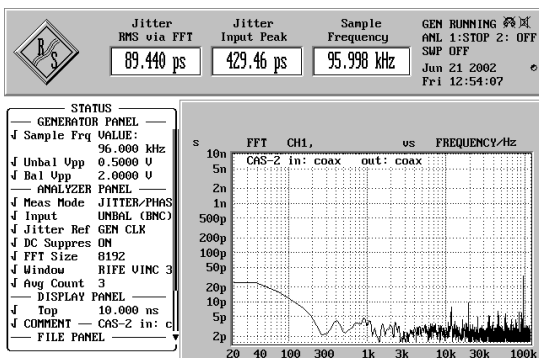 R S
Jitter
RMS via FFT
89.440 ps
Jitter
Input Peak
429.46 ps
Sample
Frequency
95.998 kHz
GEN RUNNING
ANL 1:STOP 2: OFF
SWP OFF
Jun 21 2002
Fri 12:54:07
STATUS
GENERATOR PANEL
Sample Frq VALUE:
96.000 kHz
Unbal Vpp 0.5000 V
Bal Vpp 2.0000 V
ANALYZER PANEL
Meas Mode JITTER/PHAS
Input UNBAL (BNC)
Jitter Ref GEN CLK
DC Suppres ON
FFT Size 8192
Window RIFE VINC 3
Avg Count 3
DISPLAY PANEL
Top 10.000 ns
COMMENT — CAS-2 in: c
FILE PANEL
s FFT CH1, vs FREQUENCY/Hz
CAS-2 in: coax out: coax
10n
5n
2n
1n
500p
200p
100p
50p
20p
10p
5p
2p
20 40 100 300 1k 3k 10k 30k 100k